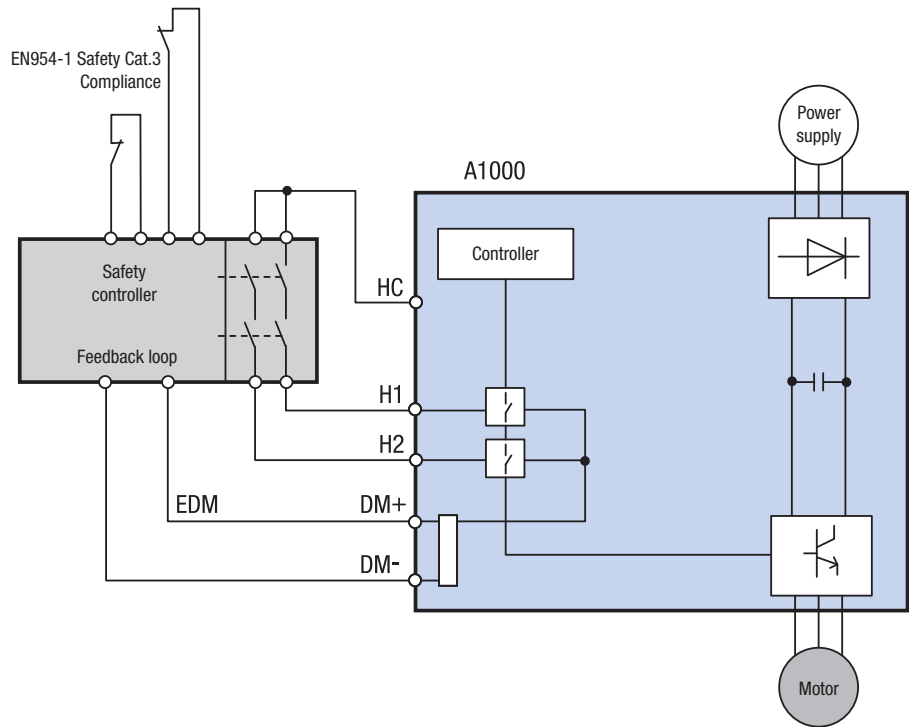 EN954-1 Safety Cat.3
Compliance
Power
supply
A1000
Controller
Safety
controller
HC
Feedback loop
H1
H2
EDM
DM+
DM-
Motor